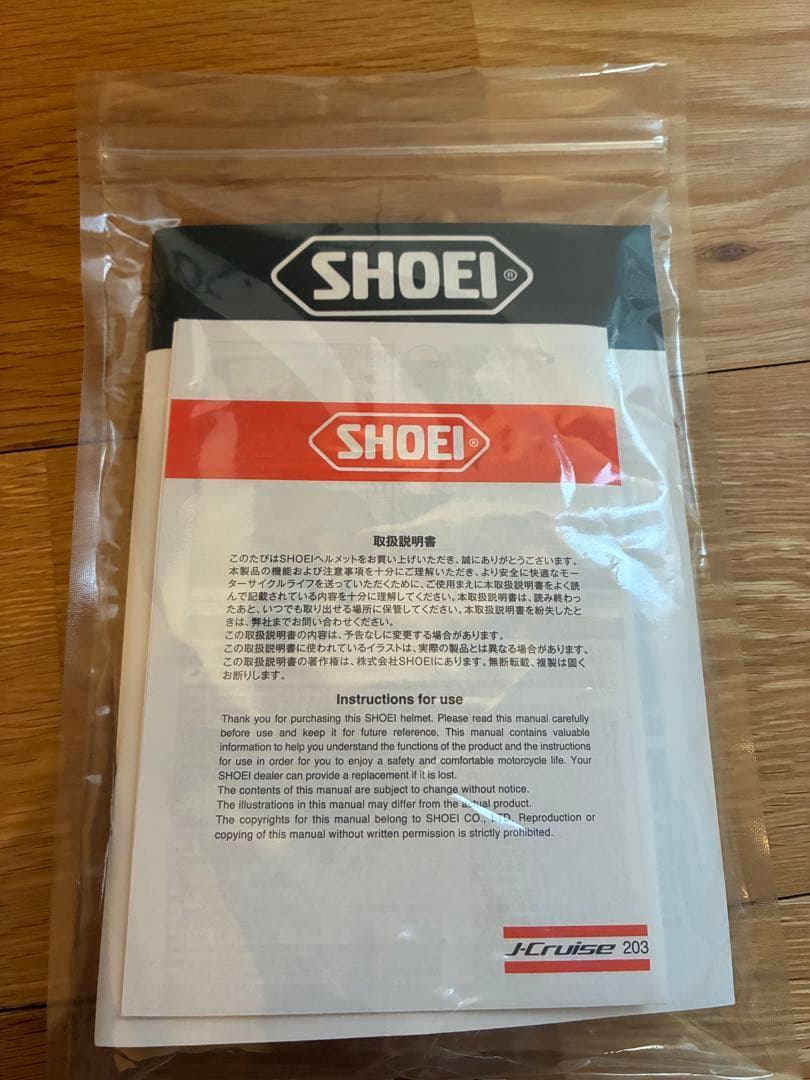 SHOEI®
SHOEI®
取扱説明書
このたびはSHOEIヘルメットをお買い上げいただき、誠にありがとうございます。
本製品の機能および注意事項を十分にご理解いただき、より安全に快適なモー
ターサイクルライフを送っていただくために、ご使用まえに本取扱説明書をよく読
んで記載されている内容を十分に理解してください。本取扱説明書は、読み終わっ
たあと、いつでも取り出せる場所に保管してください。本取扱説明書を紛失したと
きは、弊社までお問い合わせください。
この取扱説明書の内容は、予告なしに変更する場合があります。
この取扱説明書に使われているイラストは、実際の製品とは異なる場合があります。
この取扱説明書の著作権は、株式会社SHOEIにあります。無断転載、複製は固く
お断りします。
Instructions for use
Thank you for purchasing this SHOEI helmet. Please read this manual carefully
before use and keep it for future reference. This manual contains valuable
information to help you understand the functions of the product and the instructions
for use in order for you to enjoy a safety and comfortable motorcycle life. Your
SHOEI dealer can provide a replacement if it is lost.
The contents of this manual are subject to change without notice.
The illustrations in this manual may differ from the actual product.
The copyrights for this manual belong to SHOEI CO., LTD. Reproduction or
copying of this manual without written permission is strictly prohibited.
J-Cruise 203